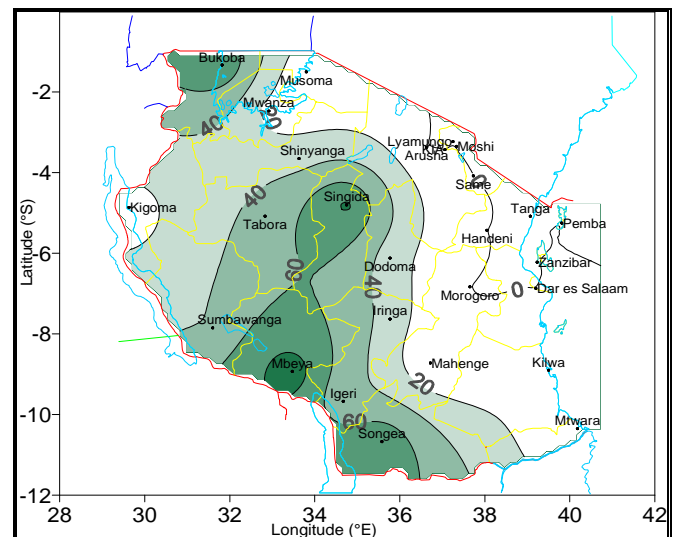 Bukoba
-2
Musoma
Mwanza
20
40
Lyamungo
KIA
Moshi
Arusha
Shinyanga
-4
Same
0
40
Singida
Kigoma
Tanga
Pemba
Tabora
Handeni
Latitude (°S)
-6
60
Dodoma
Zanzibar
40
Morogoro
0
Dar es Salaam
Iringa
Sumbawanga
-8
Mbeya
Mahenge
Kilwa
20
Igeri
-10
60
Songea
Mtwara
-12
28
30
32
34
36
38
40
42
Longitude (°E)